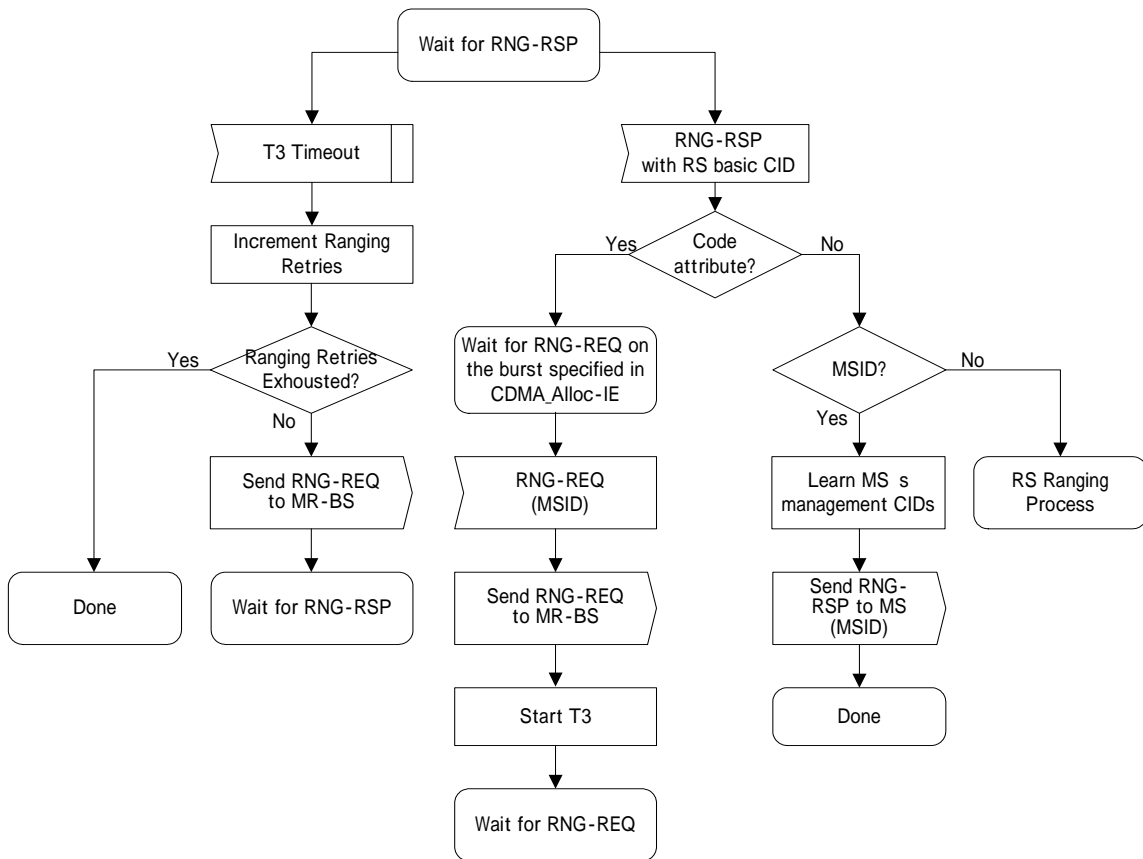 Wait for RNG-RSP
T3 Timeout
RNG-RSP
with RS basic CID
Increment Ranging
Retries
Yes
Code
attribute?
No
Yes
Ranging Retries
Exhousted?
No
Wait for RNG-REQ on
the burst specified in
CDMA_Alloc-IE
MSID?
No
Yes
Send RNG-REQ
to MR-BS
RNG-REQ
(MSID)
Learn MS s
management CIDs
RS Ranging
Process
Done
Wait for RNG-RSP
Send RNG-REQ
to MR-BS
Send RNG-
RSP to MS
(MSID)
Start T3
Done
Wait for RNG-REQ